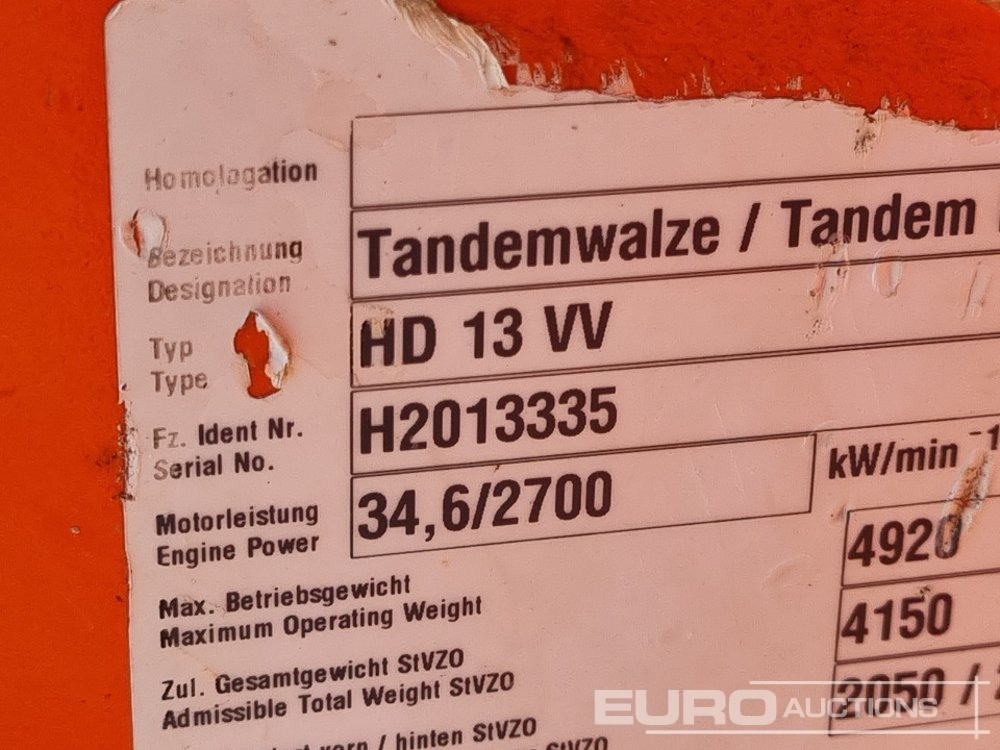 Homologation
Bezeichnung
Designation
Tandemwalze / Tandem
Typ
Type
HD 13 VV
Fz. Ident Nr.
Serial No.
H2013335
Motorleistung
Engine Power
34,6/2700
kW/min -1
Max. Betriebsgewicht
Maximum Operating Weight
4920
Zul. Gesamtgewicht StVZO
Admissible Total Weight StVZO
4150
vorn / hinten StVZO
StVZO
2050 /
EURO AUCTIONS